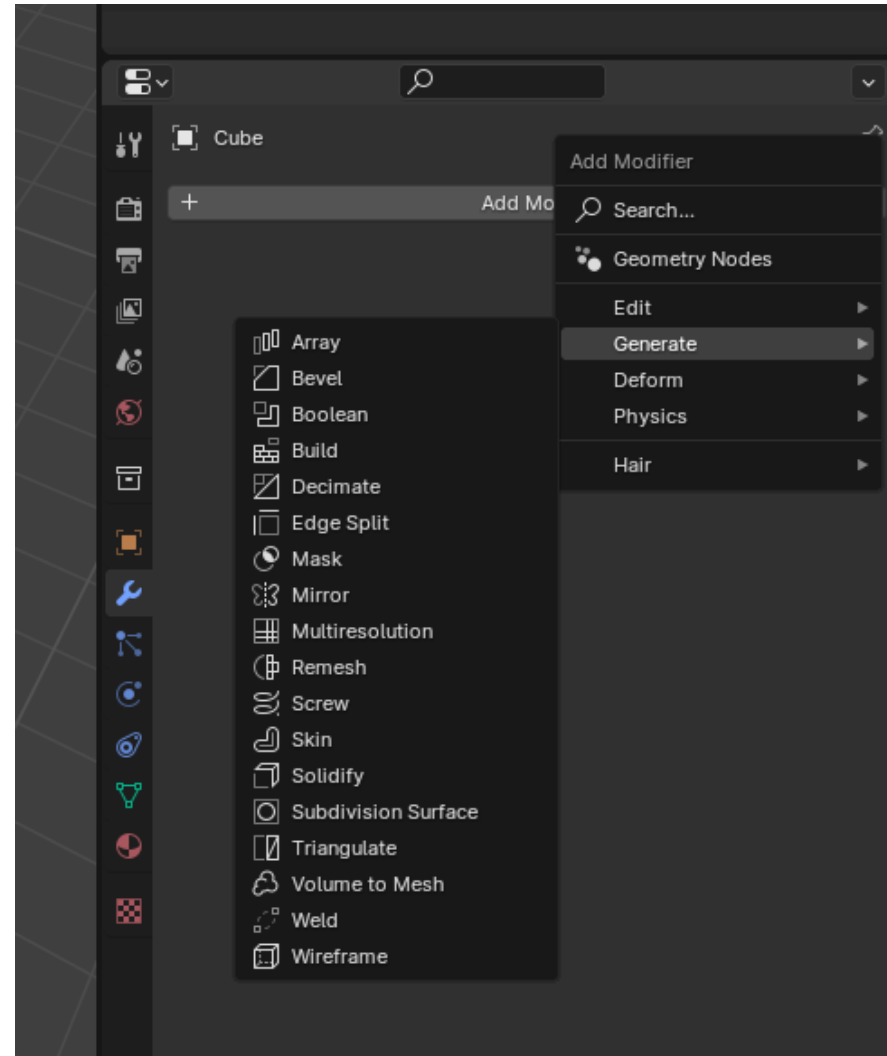 Cube
Add Mo
Add Modifier
Search...
Geometry Nodes
Edit
Generate
Deform
Physics
Hair
Array
Bevel
Boolean
Build
Decimate
Edge Split
Mask
Mirror
Multiresolution
Remesh
Screw
Skin
Solidify
Subdivision Surface
Triangulate
Volume to Mesh
Weld
Wireframe